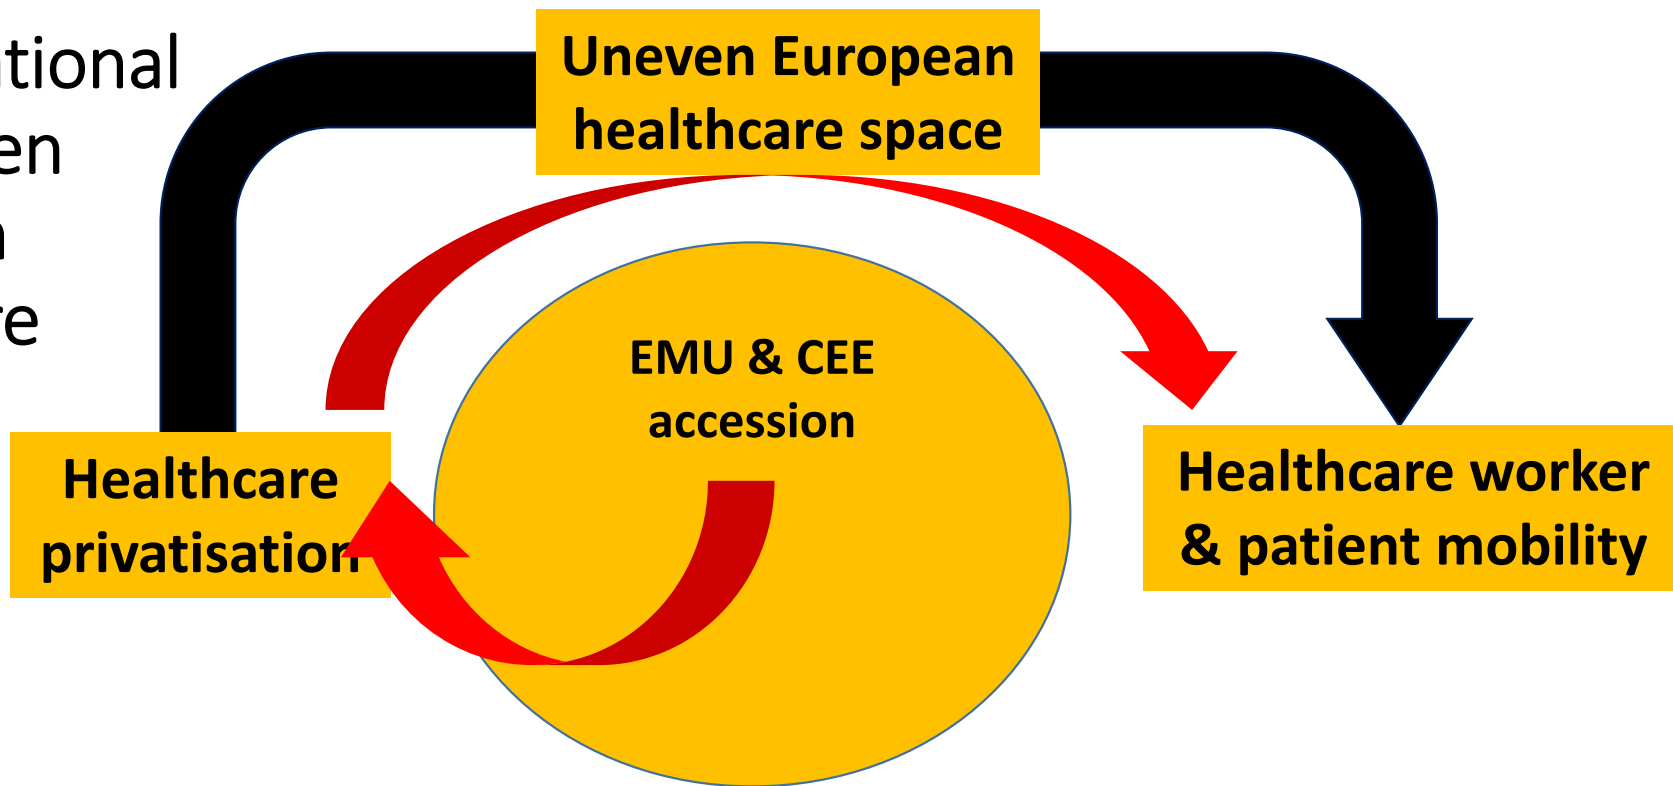 Uneven European
healthcare space
EMU & CEE
accession
Healthcare
privatisation
Healthcare worker
& patient mobility